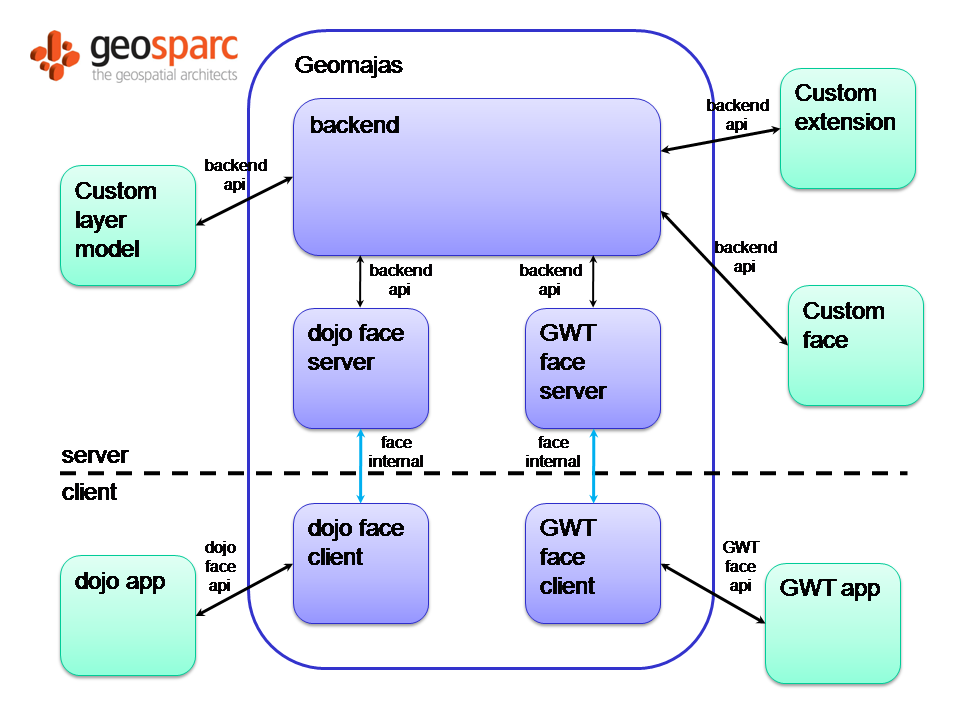 geosparc
the geospatial architects
Geomajas
backend
backend
api
Custom
extension
backend
api
Custom
layer
model
backend
api
Custom
face
backend
api
backend
api
dojo face
server
GWT
face
server
face
internal
face
internal
server
client
dojo face
client
GWT
face
client
dojo
face
api
dojo app
GWT
face
api
GWT app